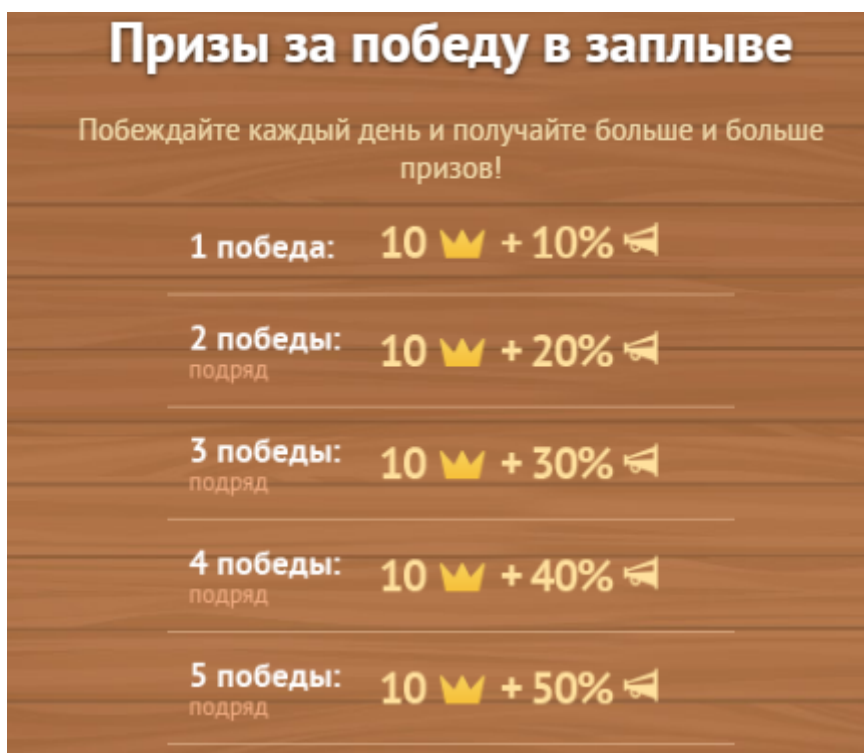 Призы за победу в заплыве
Побеждайте каждый день и получайте больше и больше
призов!
1 победа: 10 + 10%
2 победы: 10 + 20%
подряд
3 победы: 10 + 30%
подряд
4 победы: 10 + 40%
подряд
5 победы: 10 + 50%
подряд